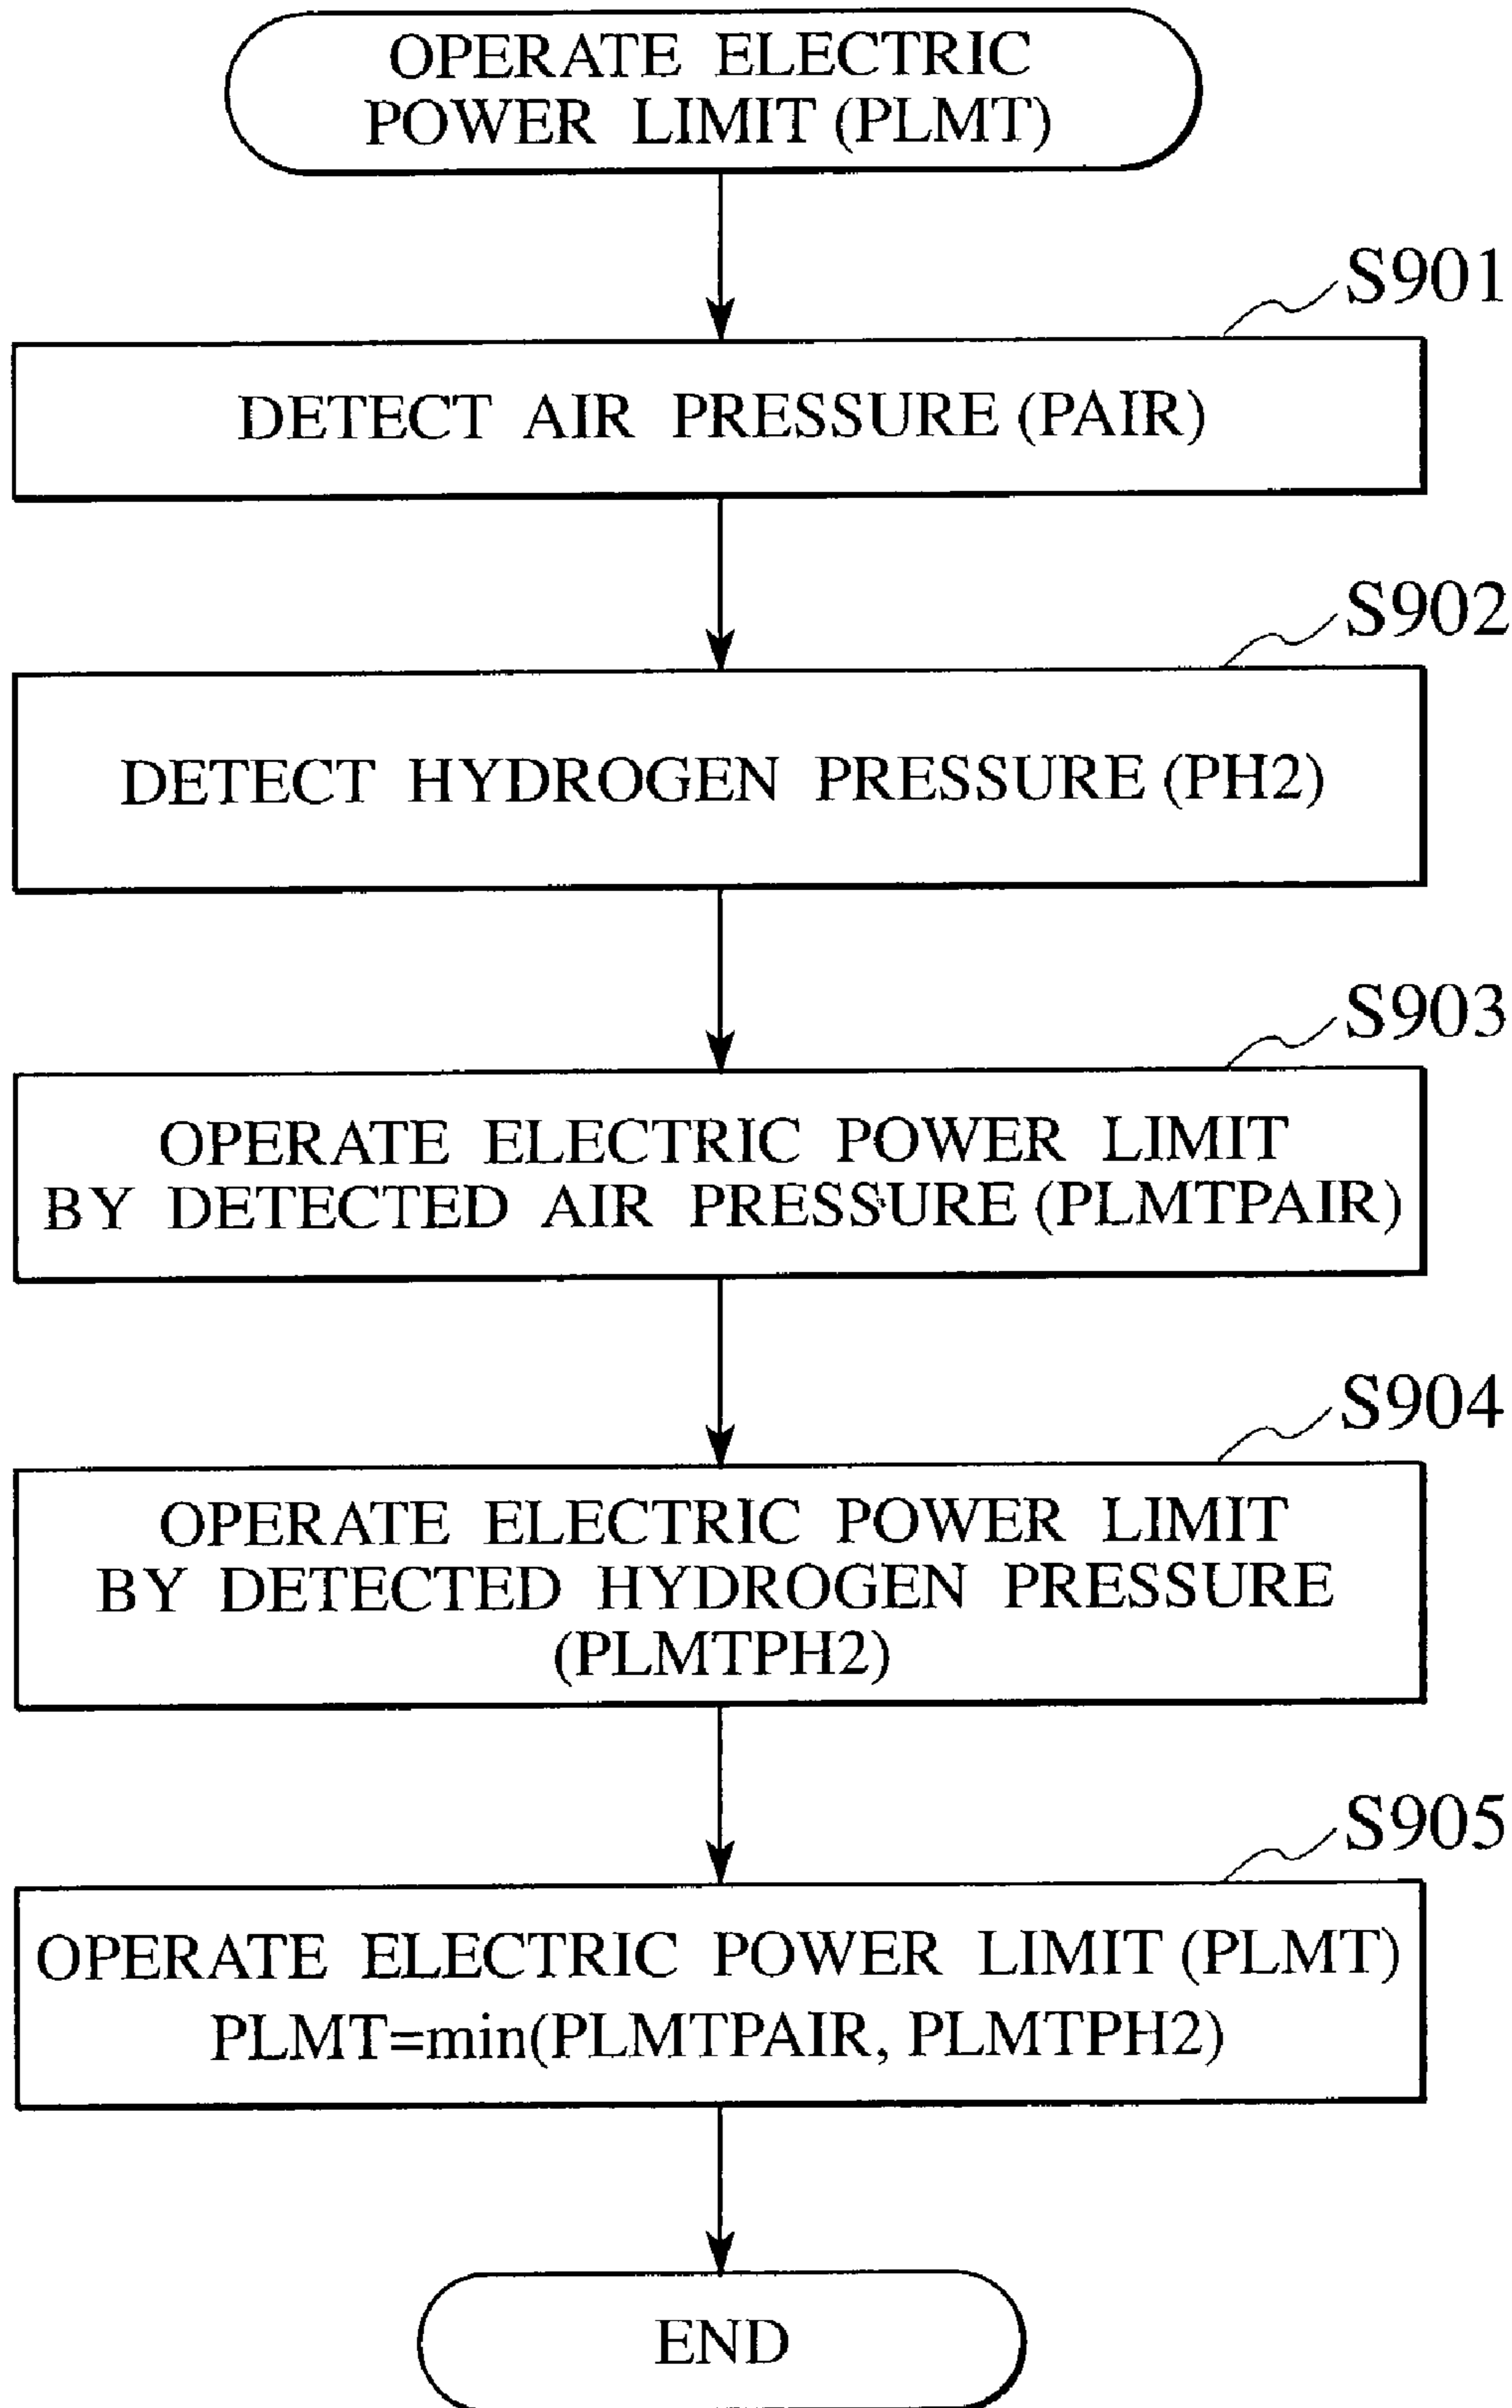 OPERATE ELECTRIC
POWER LIMIT (PLMT)
S901
DETECT AIR PRESSURE (PAIR)
S902
DETECT HYDROGEN PRESSURE (PH2)
S903
OPERATE ELECTRIC POWER LIMIT
BY DETECTED AIR PRESSURE (PLMTPAIR)
S904
OPERATE ELECTRIC POWER LIMIT
BY DETECTED HYDROGEN PRESSURE
(PLMTPH2)
S905
OPERATE ELECTRIC POWER LIMIT (PLMT)
PLMT=min(PLMTPAIR, PLMTPH2)
END